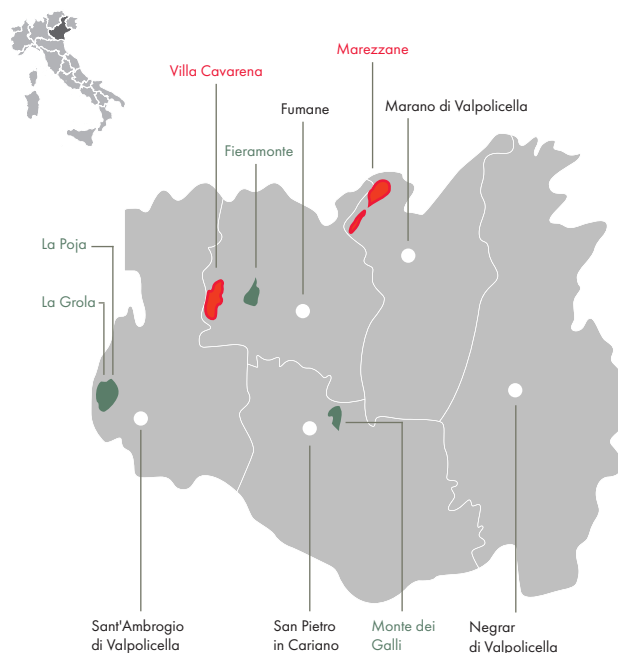 Marezzane
Villa Cavarena
Fumane
Marano di Valpolicella
Fieramonte
La Poja
La Grola
Sant'Ambrogio
di Valpolicella
San Pietro
in Cariano
Monte dei
Galli
Negrar
di Valpolicella